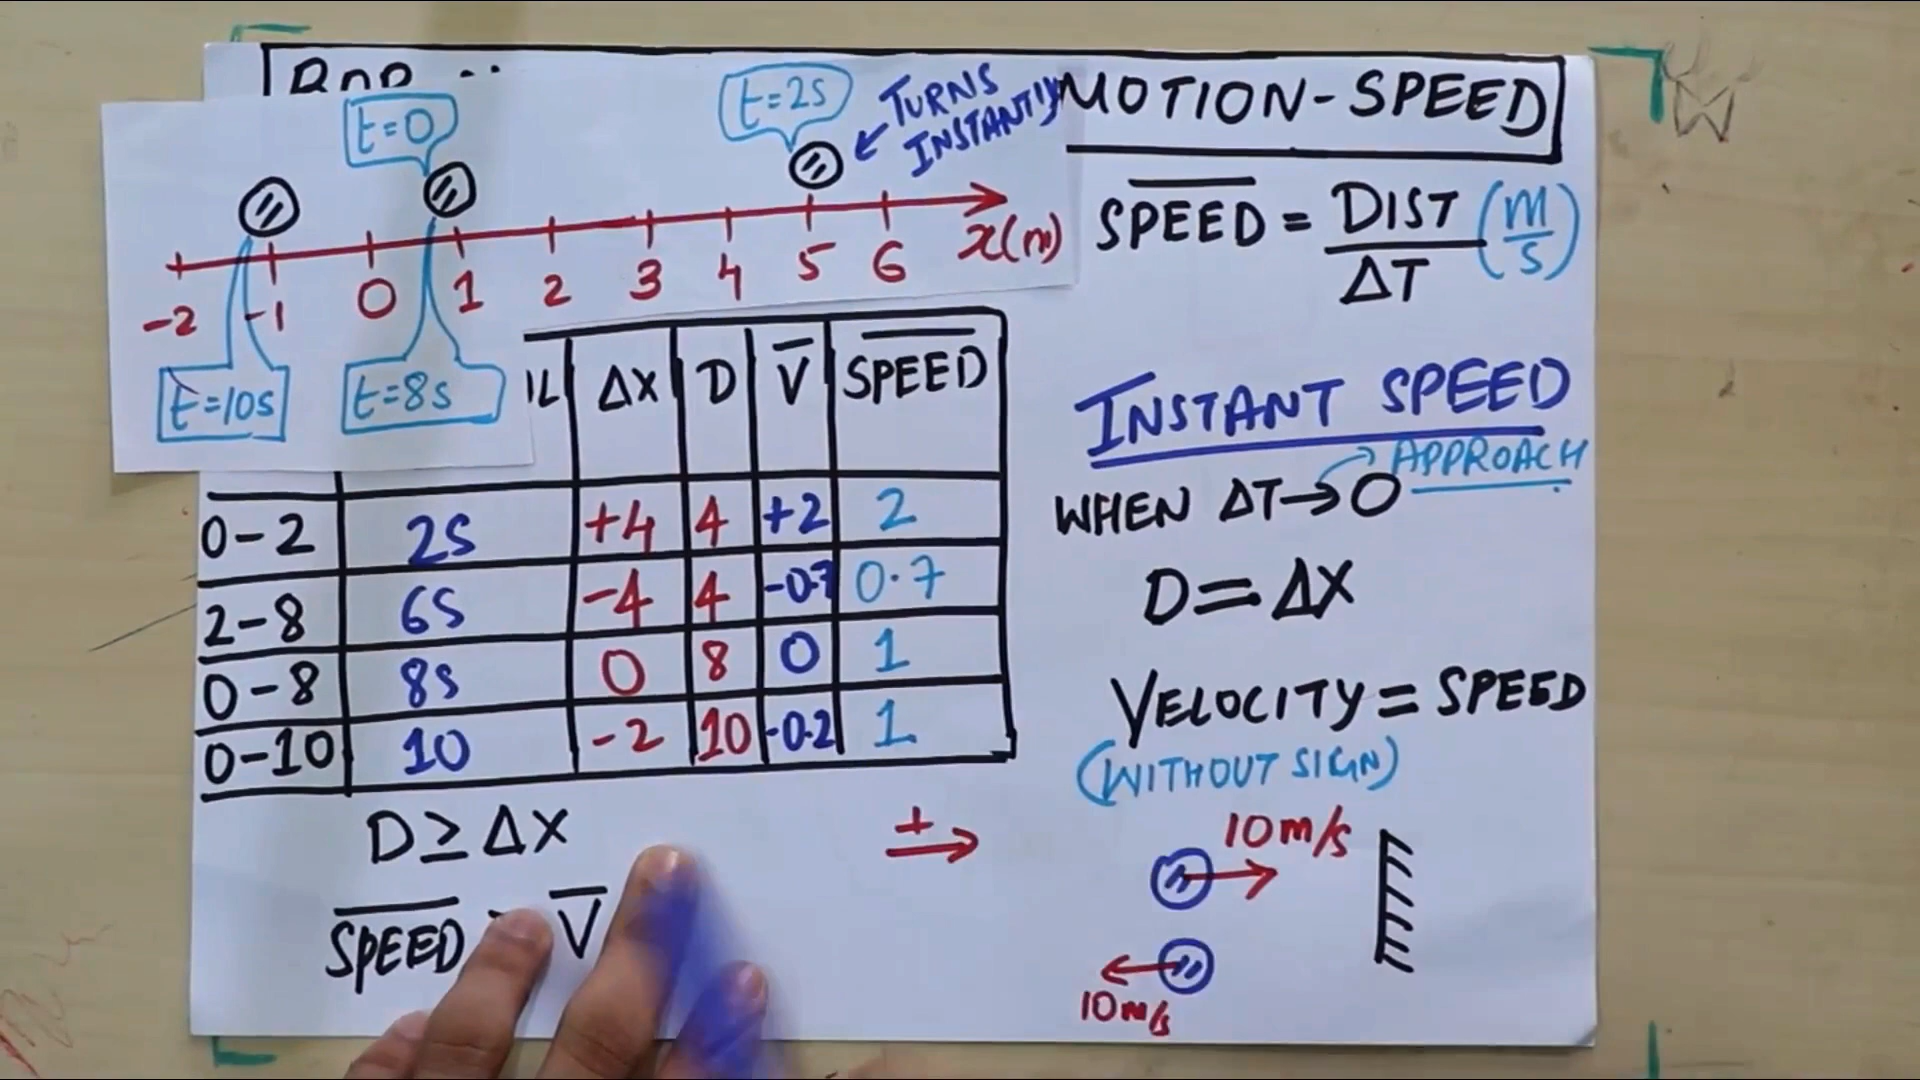 MOTION-SPEED
t=0
t=2s
TURNS
INSTANTLY
-2 -1 0 1 2 3 4 5 6 x(m)
t=10s
t=8s
SPEED = DIST/ΔT (m/s)
ΔX D V SPEED
0-2 2s +4 4 +2 2
2-8 6s -4 4 -0.7 0.7
0-8 8s 0 8 0 1
0-10 10 -2 10 -0.2 1
D≥ΔX
SPEED V
INSTANT SPEED
APPROACH
WHEN ΔT→0
D=ΔX
VELOCITY=SPEED
(WITHOUT SIGN)
+
10m/s
10m/s